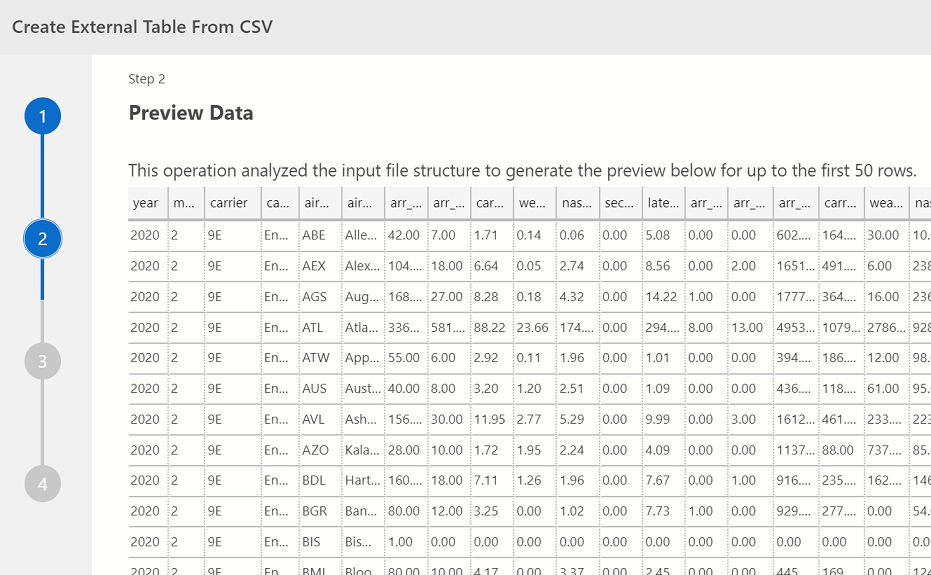 Create External Table From CSV
Step 2
1
Preview Data
This operation analyzed the input file structure to generate the preview below for up to the first 50 rows.
year m... carrier ca... air... air... arr_... arr_... car... we... nas... sec... late... arr_... arr_... arr_... carr... wea... nas
2
2020 2 9E En... ABE Alle... 42.00 7.00 1.71 0.14 0.06 0.00 5.08 0.00 0.00 602.... 164.... 30.00 10.
2020 2 9E En... AEX Alex... 104.... 18.00 6.64 0.05 2.74 0.00 8.56 0.00 2.00 1651... 491.... 6.00 238
2020 2 9E En... AGS Aug... 168.... 27.00 8.28 0.18 4.32 0.00 14.22 1.00 0.00 1777... 364.... 16.00 236
2020 2 9E En... ATL Atla... 336... 581.... 88.22 23.66 174.... 0.00 294.... 8.00 13.00 4953... 1079... 2786... 928
3
2020 2 9E En... ATW App... 55.00 6.00 2.92 0.11 1.96 0.00 1.01 0.00 0.00 394.... 186.... 12.00 98.
2020 2 9E En... AUS Aust... 40.00 8.00 3.20 1.20 2.51 0.00 1.09 0.00 0.00 436.... 118.... 61.00 95.
2020 2 9E En... AVL Ash... 156.... 30.00 11.95 2.77 5.29 0.00 9.99 0.00 3.00 1612... 461.... 233.... 223
2020 2 9E En... AZO Kala... 28.00 10.00 1.72 1.95 2.24 0.00 4.09 0.00 0.00 1137... 88.00 737.... 85.
4
2020 2 9E En... BDL Hart... 160.... 18.00 7.11 1.26 1.96 0.00 7.67 0.00 1.00 916.... 235.... 162.... 146
2020 2 9E En... BGR Ban... 80.00 12.00 3.25 0.00 1.02 0.00 7.73 1.00 0.00 929.... 277.... 0.00 54.
2020 2 9E En... BIS Bis... 1.00 0.00 0.00 0.00 0.00 0.00 0.00 0.00 0.00 0.00 0.00 0.00 0.0
2020 2 9E En... BMI Bloo... 80.00 10.00 4.17 0.00 3.37 0.00 2.45 0.00 0.00 445.... 169.... 0.00 124